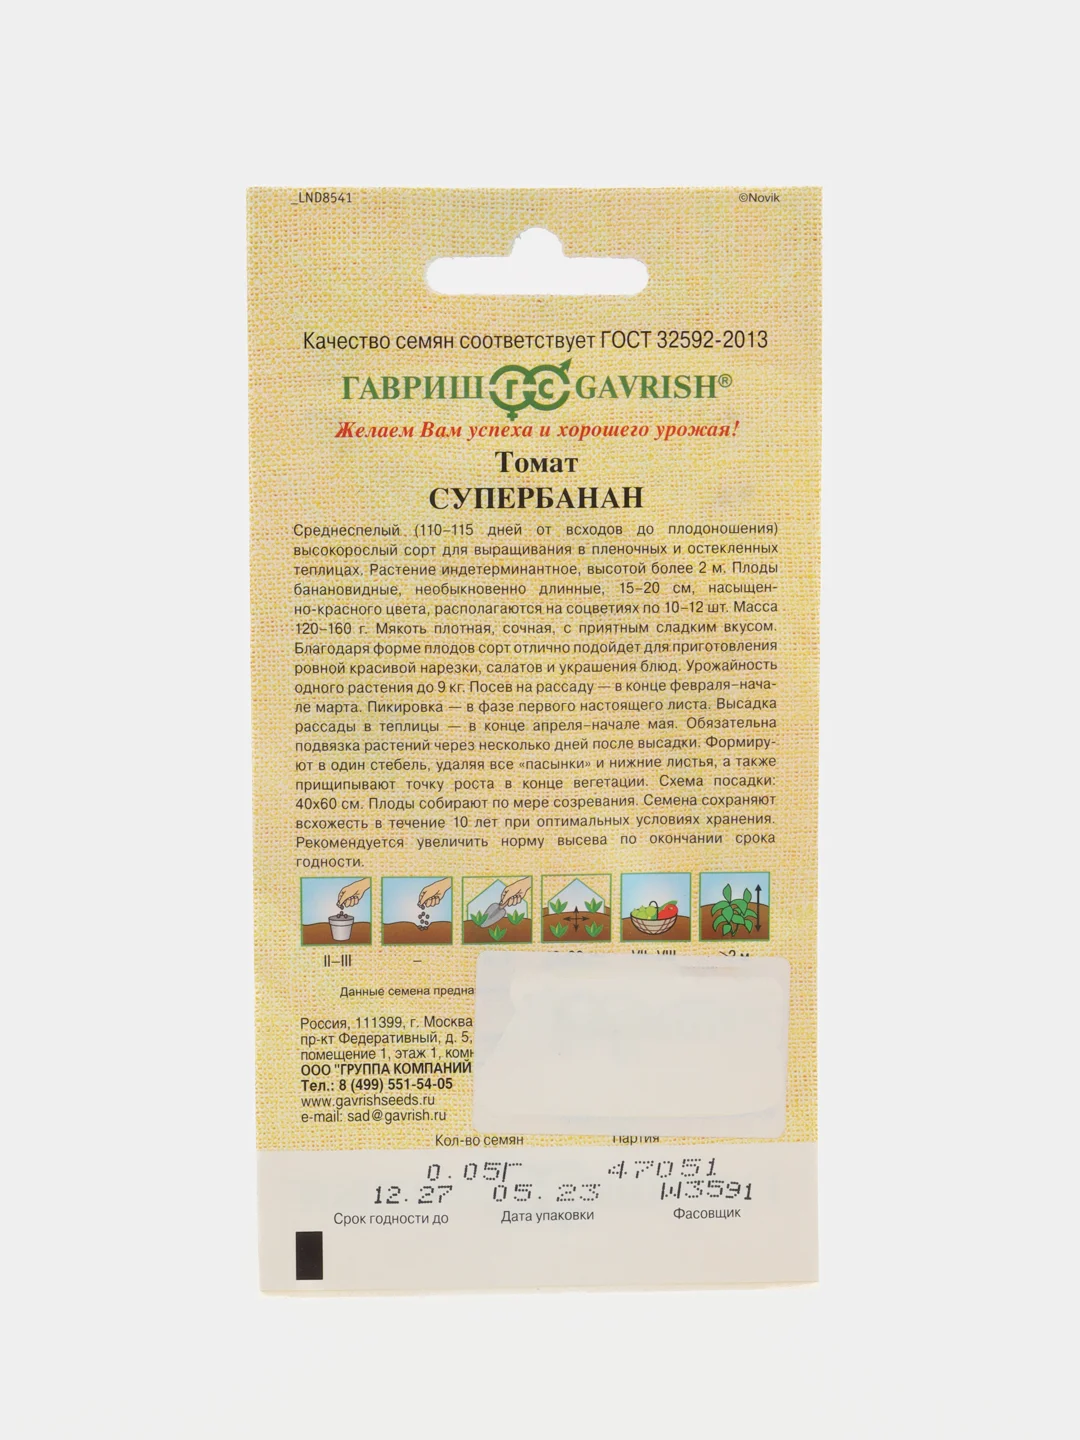 _LND8541
©Novik
Качество семян соответствует ГОСТ 32592-2013
ГАВРИШ ГС GAVRISH®
Желаем Вам успеха и хорошего урожая!
Томат
СУПЕРБАНАН
Среднеспелый (110–115 дней от всходов до плодоношения)
высокорослый сорт для выращивания в пленочных и остекленных
теплицах. Растение индетерминантное, высотой более 2 м. Плоды
банановидные, необыкновенно длинные, 15–20 см, насыщен-
но-красного цвета, располагаются на соцветиях по 10–12 шт. Масса
120–160 г. Мякоть плотная, сочная, с приятным сладким вкусом.
Благодаря форме плодов сорт отлично подойдет для приготовления
ровной красивой нарезки, салатов и украшения блюд. Урожайность
одного растения до 9 кг. Посев на рассаду — в конце февраля–нача-
ле марта. Пикировка — в фазе первого настоящего листа. Высадка
рассады в теплицы — в конце апреля–начале мая. Обязательна
подвязка растений через несколько дней после высадки. Формиру-
ют в один стебель, удаляя все «пасынки» и нижние листья, а также
прищипывают точку роста в конце вегетации. Схема посадки:
40х60 см. Плоды собирают по мере созревания. Семена сохраняют
всхожесть в течение 10 лет при оптимальных условиях хранения.
Рекомендуется увеличить норму высева по окончании срока
годности.
II–III – VII–VIII >2 м
Данные семена
Россия, 111399, г. Москва
пр-кт Федеративный, д. 5,
помещение 1, этаж 1,
ООО "ГРУППА КОМПАНИЙ
Тел.: 8 (499) 551-54-05
www.gavrishseeds.ru
e-mail: sad@gavrish.ru
Кол-во семян Партия
0.05Г 47051
12.27 05.23 W3591
Срок годности до Дата упаковки Фасовщик